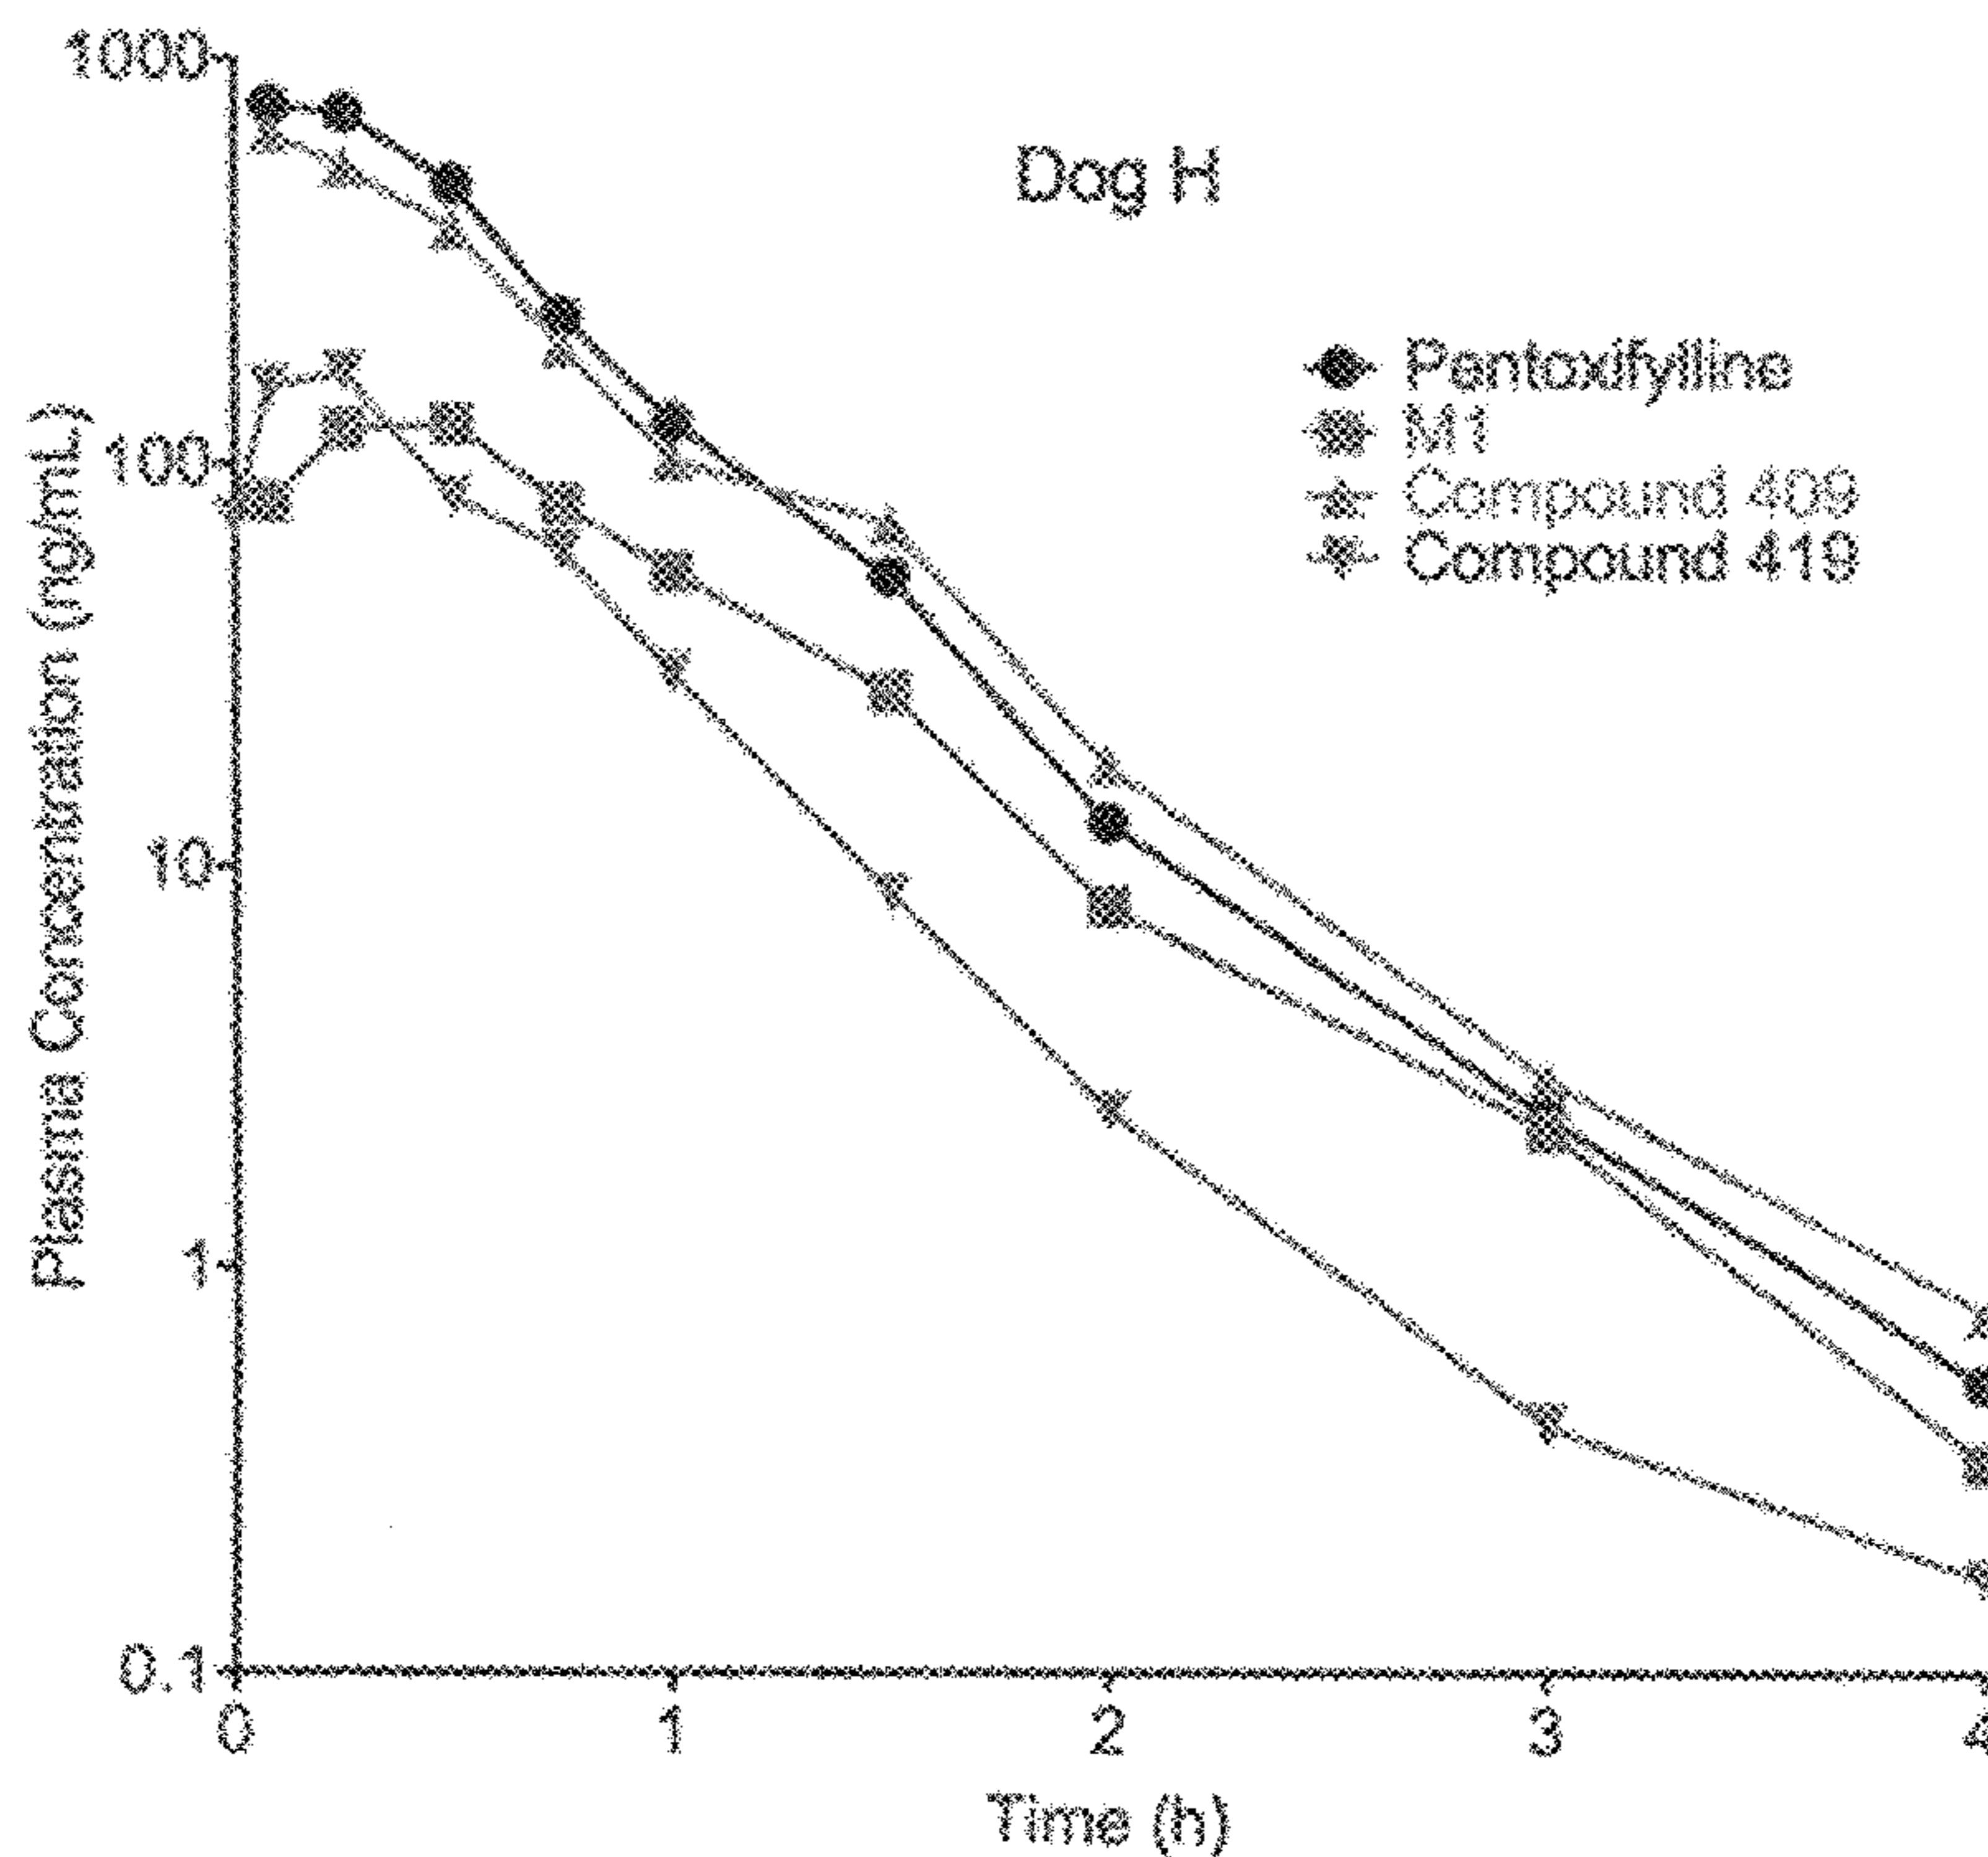 1000
Dog H
Pentoxifylline
M1
Compound 409
Compound 419
Plasma Concentration (ng/mL)
100
10
1
0.1
0 1 2 3 4
Time (h)